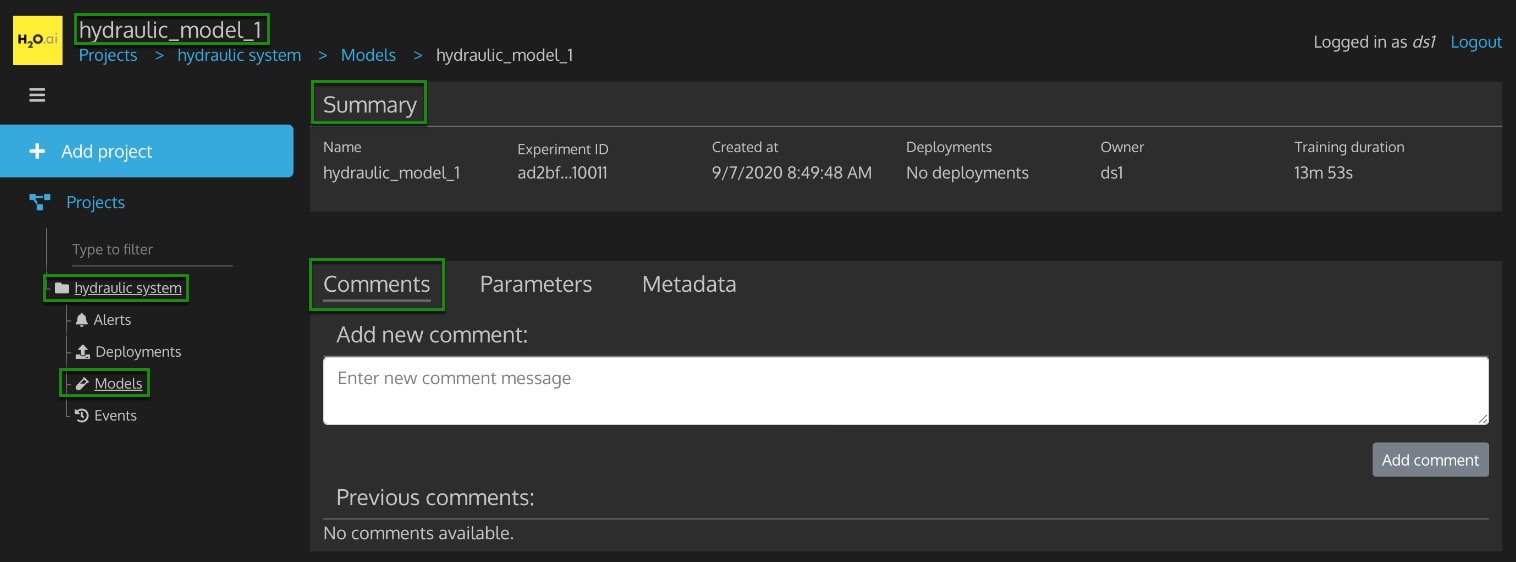 H2O.ai
hydraulic_model_1
Projects > hydraulic system > Models > hydraulic_model_1
Logged in as ds1 Logout
Add project
Projects
Type to filter
hydraulic system
Alerts
Deployments
Models
Events
Summary
Name Experiment ID Created at Deployments Owner Training duration
hydraulic_model_1 ad2bf...10011 9/7/2020 8:49:48 AM No deployments ds1 13m 53s
Comments Parameters Metadata
Add new comment:
Enter new comment message
Add comment
Previous comments:
No comments available.